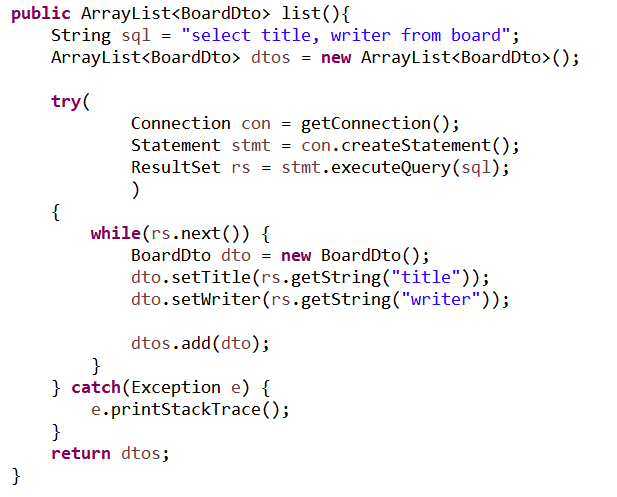 public ArrayList<BoardDto> list(){
String sql = "select title, writer from board";
ArrayList<BoardDto> dtos = new ArrayList<BoardDto>();
try(
Connection con = getConnection();
Statement stmt = con.createStatement();
ResultSet rs = stmt.executeQuery(sql);
)
{
while(rs.next()) {
BoardDto dto = new BoardDto();
dto.setTitle(rs.getString("title"));
dto.setWriter(rs.getString("writer"));
dtos.add(dto);
}
} catch(Exception e) {
e.printStackTrace();
}
return dtos;
}